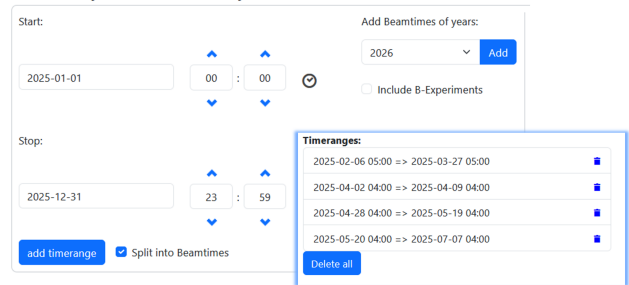 Start:
Add Beamtimes of years:
2026
Add
2025-01-01
00 : 00
Include B-Experiments
Stop:
2025-12-31
23 : 59
add timerange
Split into Beamtimes
Timeranges:
2025-02-06 05:00 => 2025-03-27 05:00
2025-04-02 04:00 => 2025-04-09 04:00
2025-04-28 04:00 => 2025-05-19 04:00
2025-05-20 04:00 => 2025-07-07 04:00
Delete all